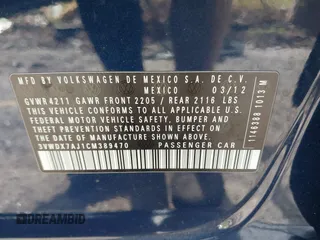 MFD BY VOLKSWAGEN DE MEXICO S.A. DE C.V.
MEXICO 03/12
GVWR 4211 GAWR FRONT 2205 / REAR 2116 LBS.
THIS VEHICLE CONFORMS TO ALL APPLICABLE U.S.
FEDERAL MOTOR VEHICLE SAFETY, BUMPER AND
THEFT PREVENTION STANDARDS IN EFFECT ON THE
DATE OF MANUFACTURE SHOWN ABOVE.
3VWDX7AJ1CM389470 PASSENGER CAR
1146388 1013 M
DREAMBID